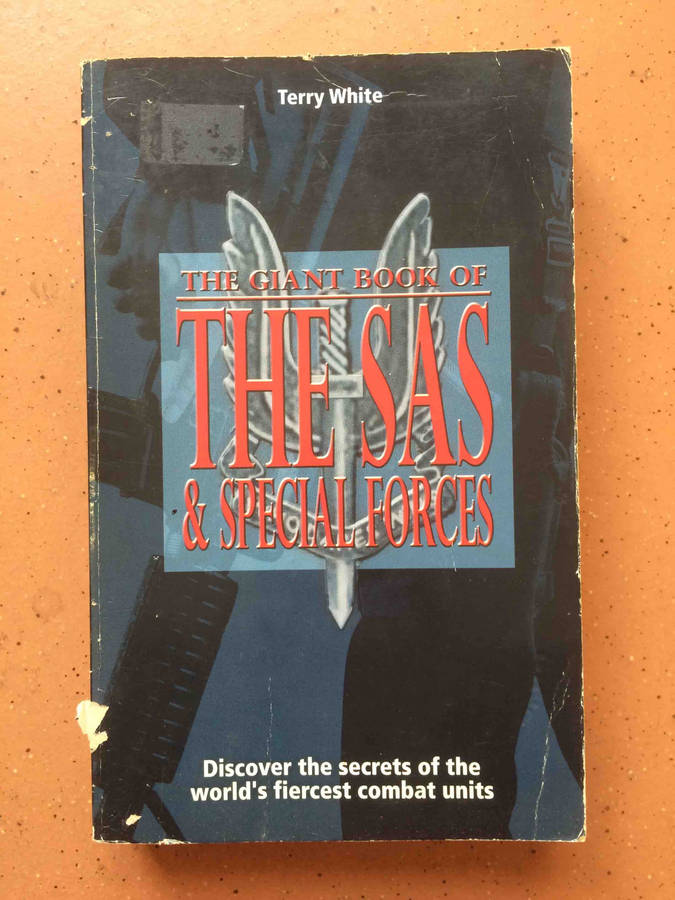 Terry White
THE GIANT BOOK OF
THE SAS
& SPECIAL FORCES
Discover the secrets of the
world's fiercest combat units